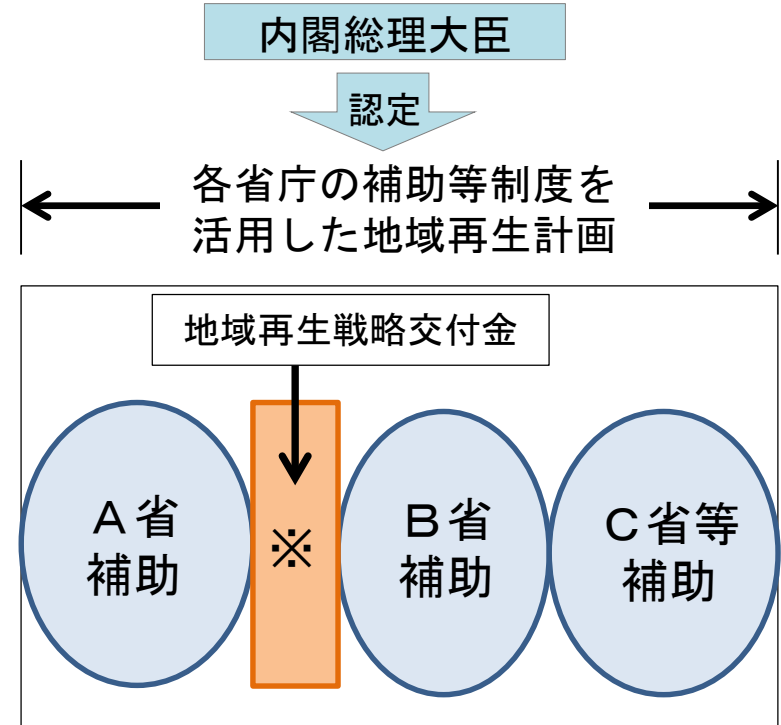 内閣総理大臣
認定
各省庁の補助等制度を
活用した地域再生計画
地域再生戦略交付金
Ａ省
補助
※
Ｂ省
補助
Ｃ省等
補助